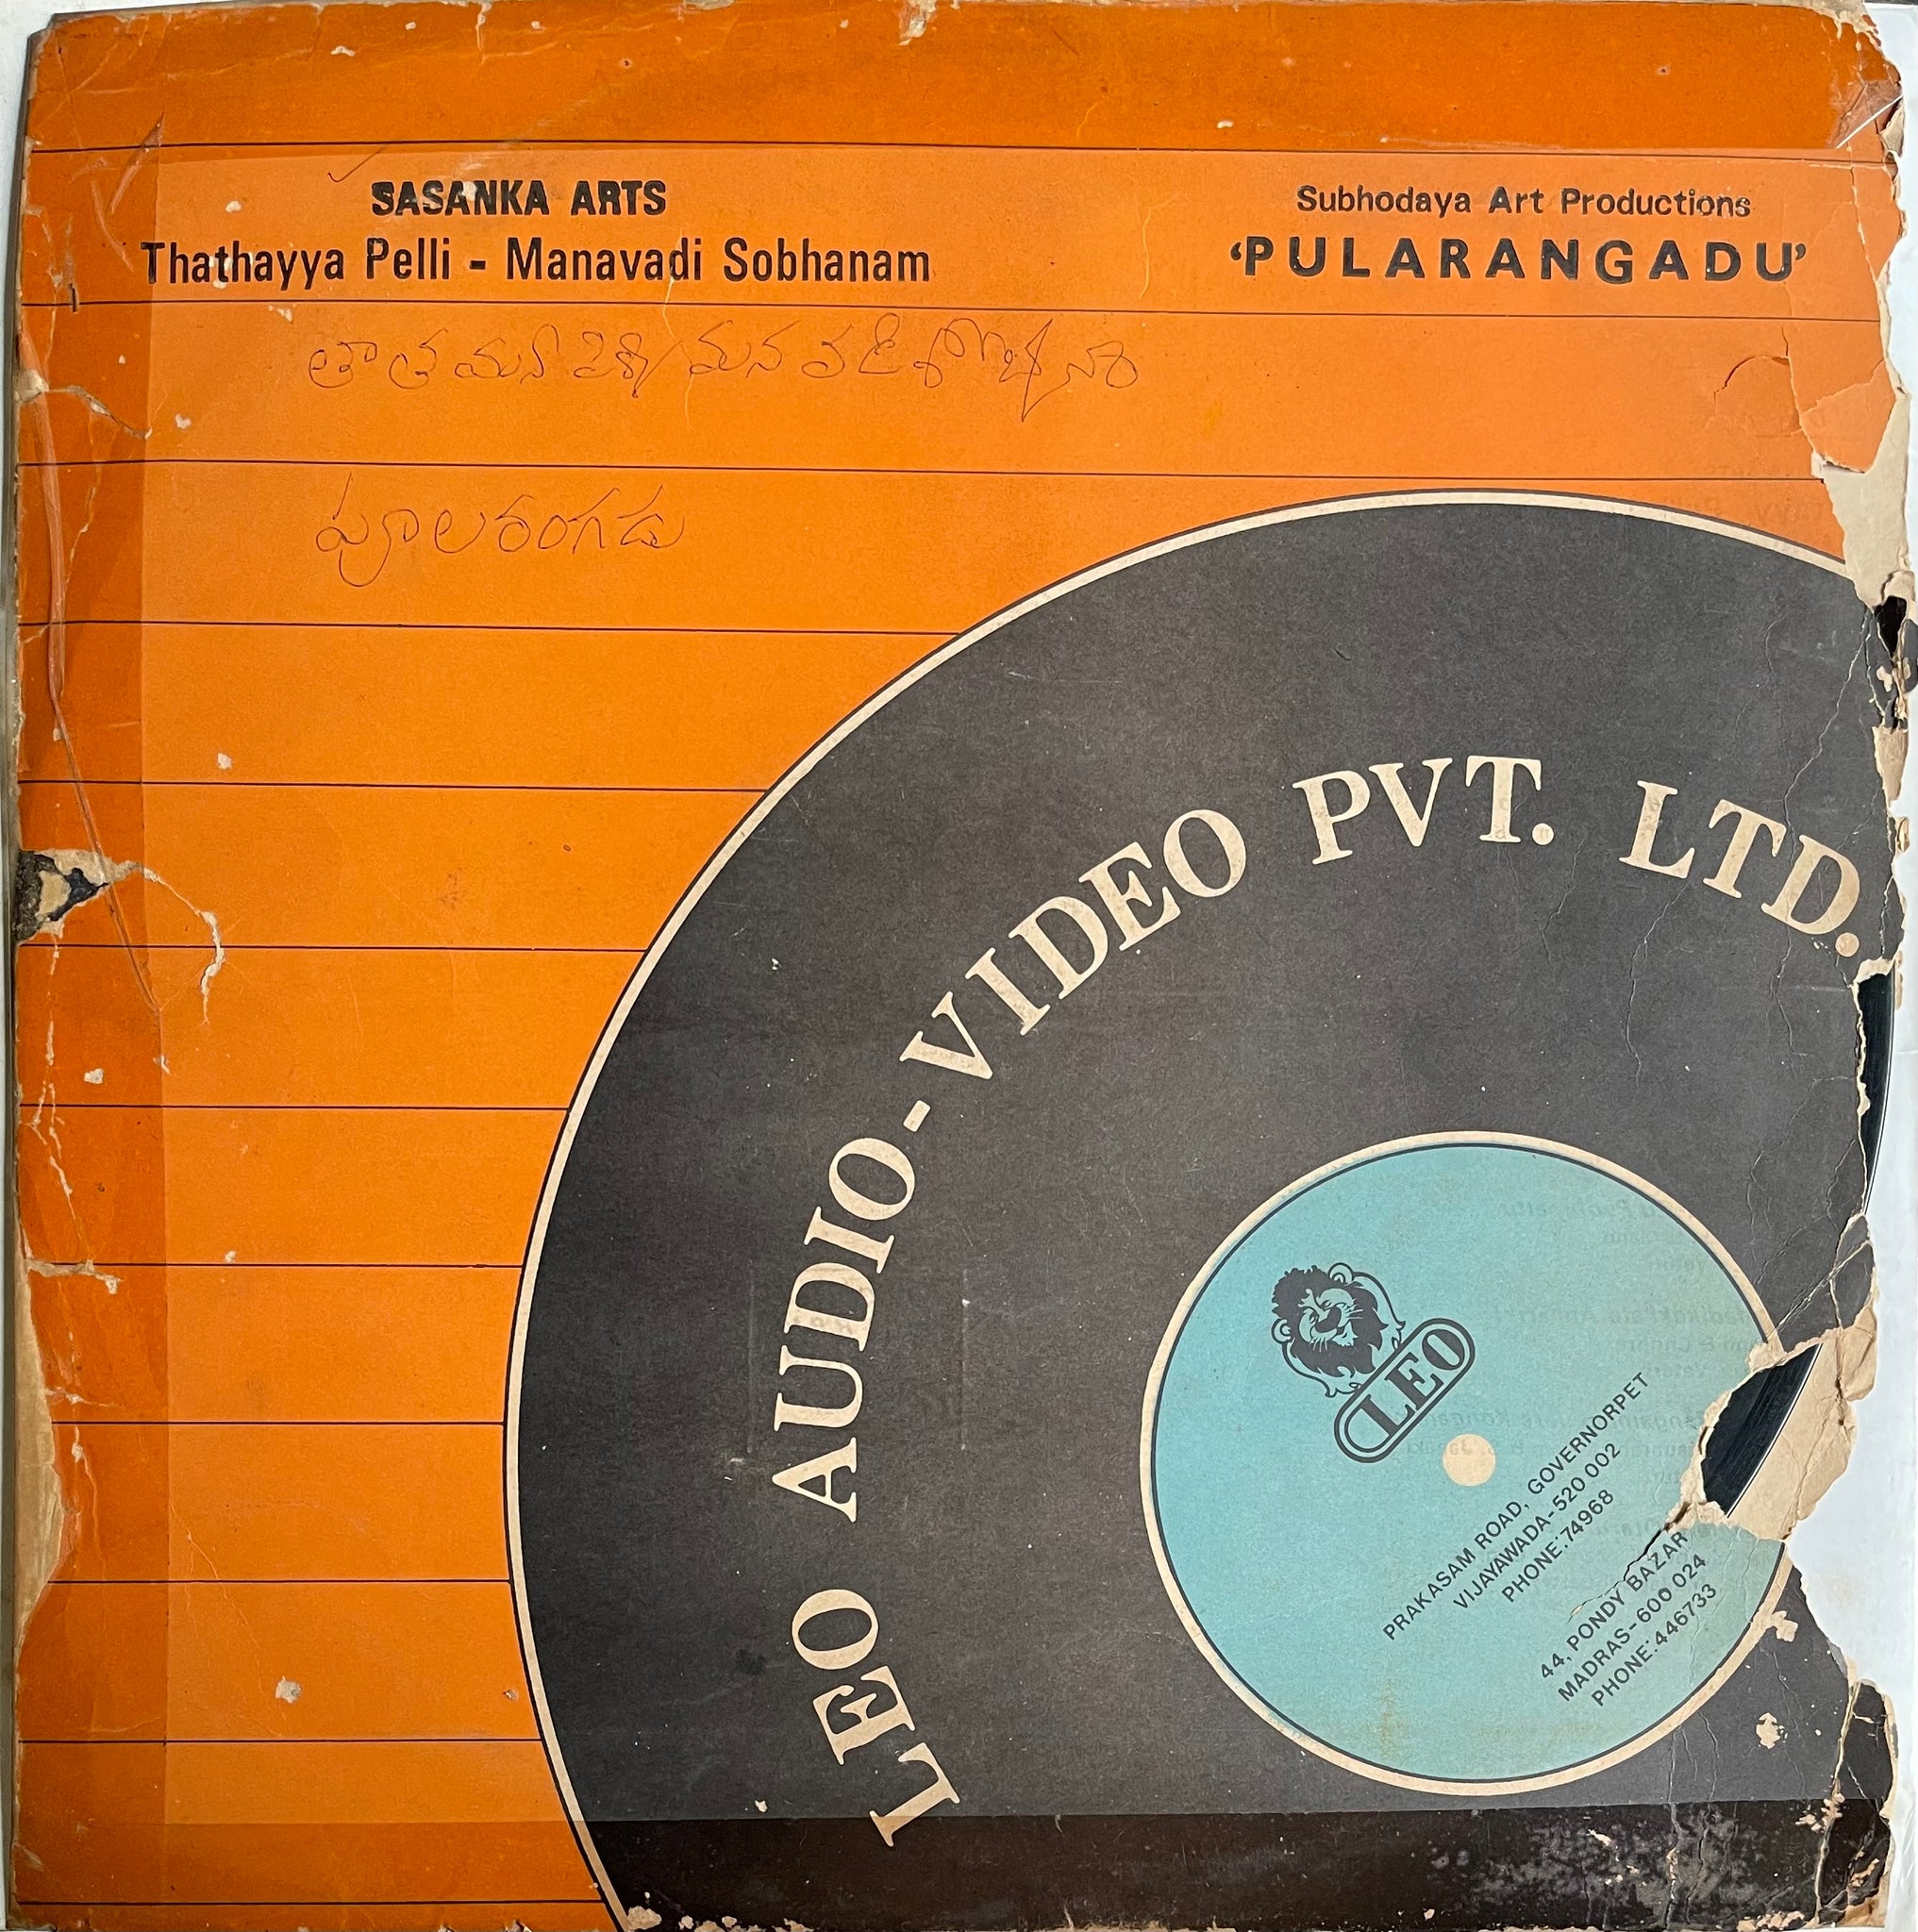 SASANKA ARTS
Thathayya Pelli - Manavadi Sobhanam
Subhodaya Art Productions
‘PULARANGADU’
పూలరంగడు
LEO AUDIO-VIDEO PVT. LTD.
LEO
PRAKASAM ROAD, GOVERNORPET
VIJAYAWADA-520 002
PHONE:74968
44, PONDY BAZAR
MADRAS-600 024
PHONE:446733